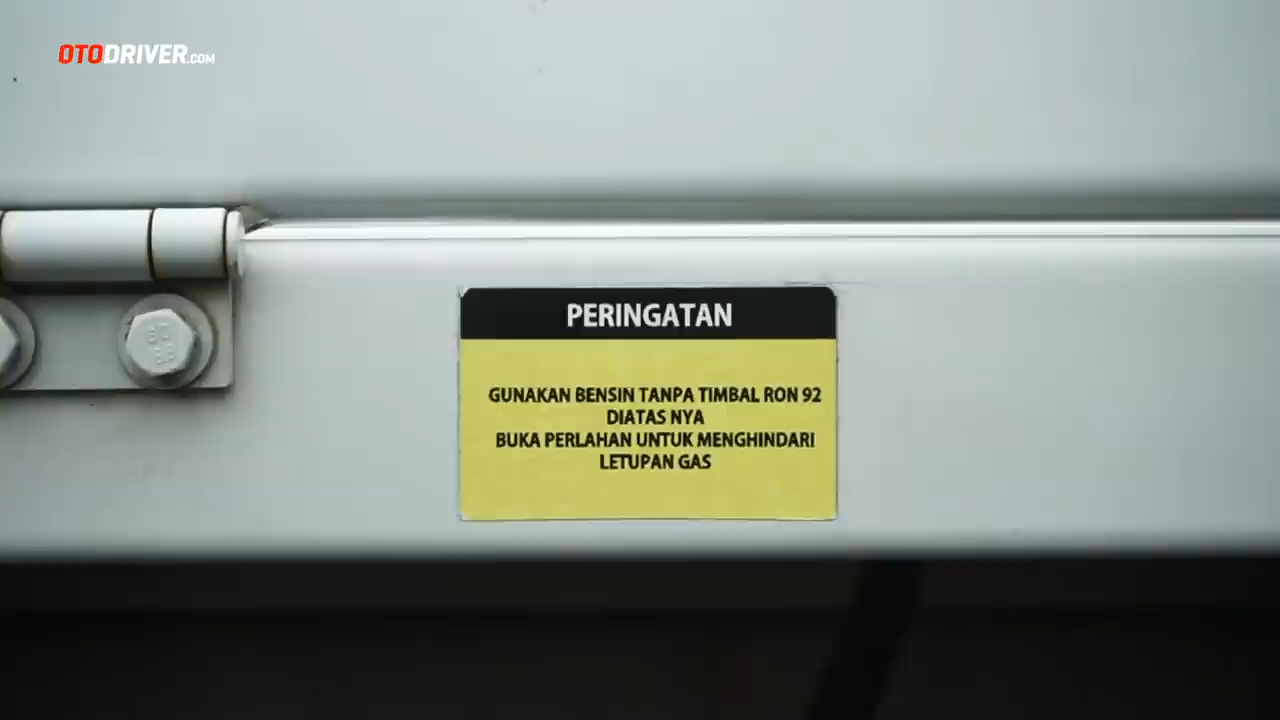 OTODRIVER.COM
PERINGATAN
GUNAKAN BENSIN TANPA TIMBAL RON 92
DIATAS NYA
BUKA PERLAHAN UNTUK MENGHINDARI
LETUPAN GAS